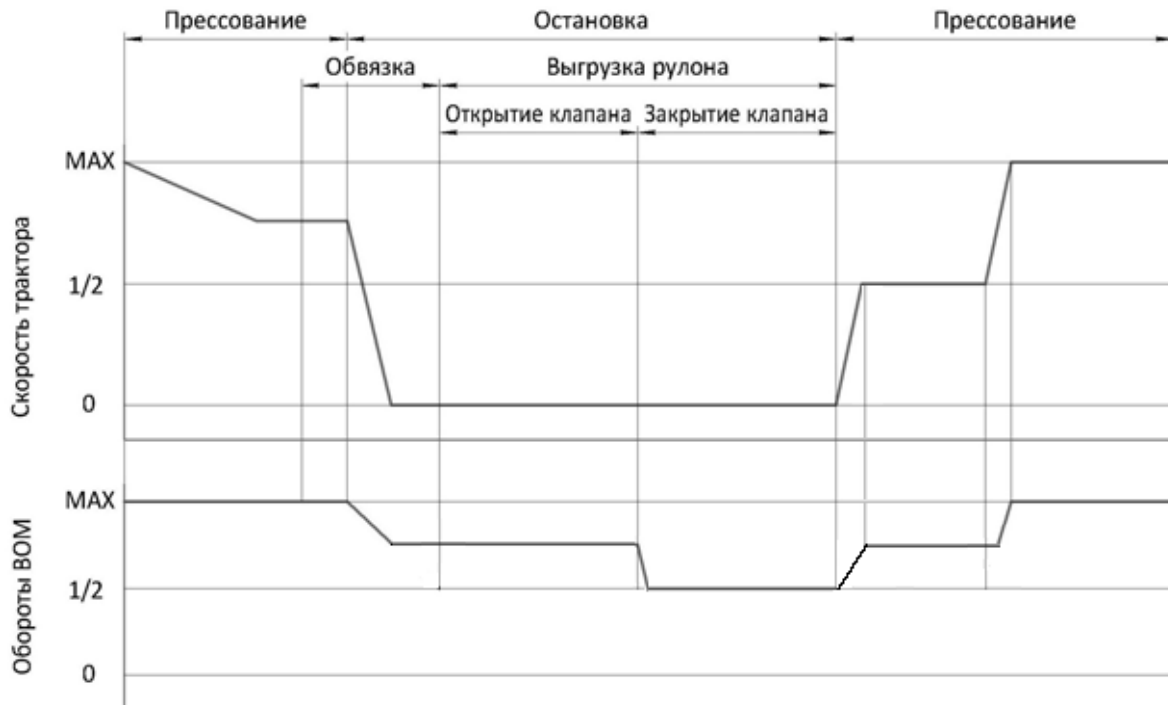 Прессование Остановка Прессование
Обвязка Выгрузка рулона
Открытие клапана Закрытие клапана
MAX
1/2
0
Скорость трактора
MAX
1/2
0
Обороты ВОМ